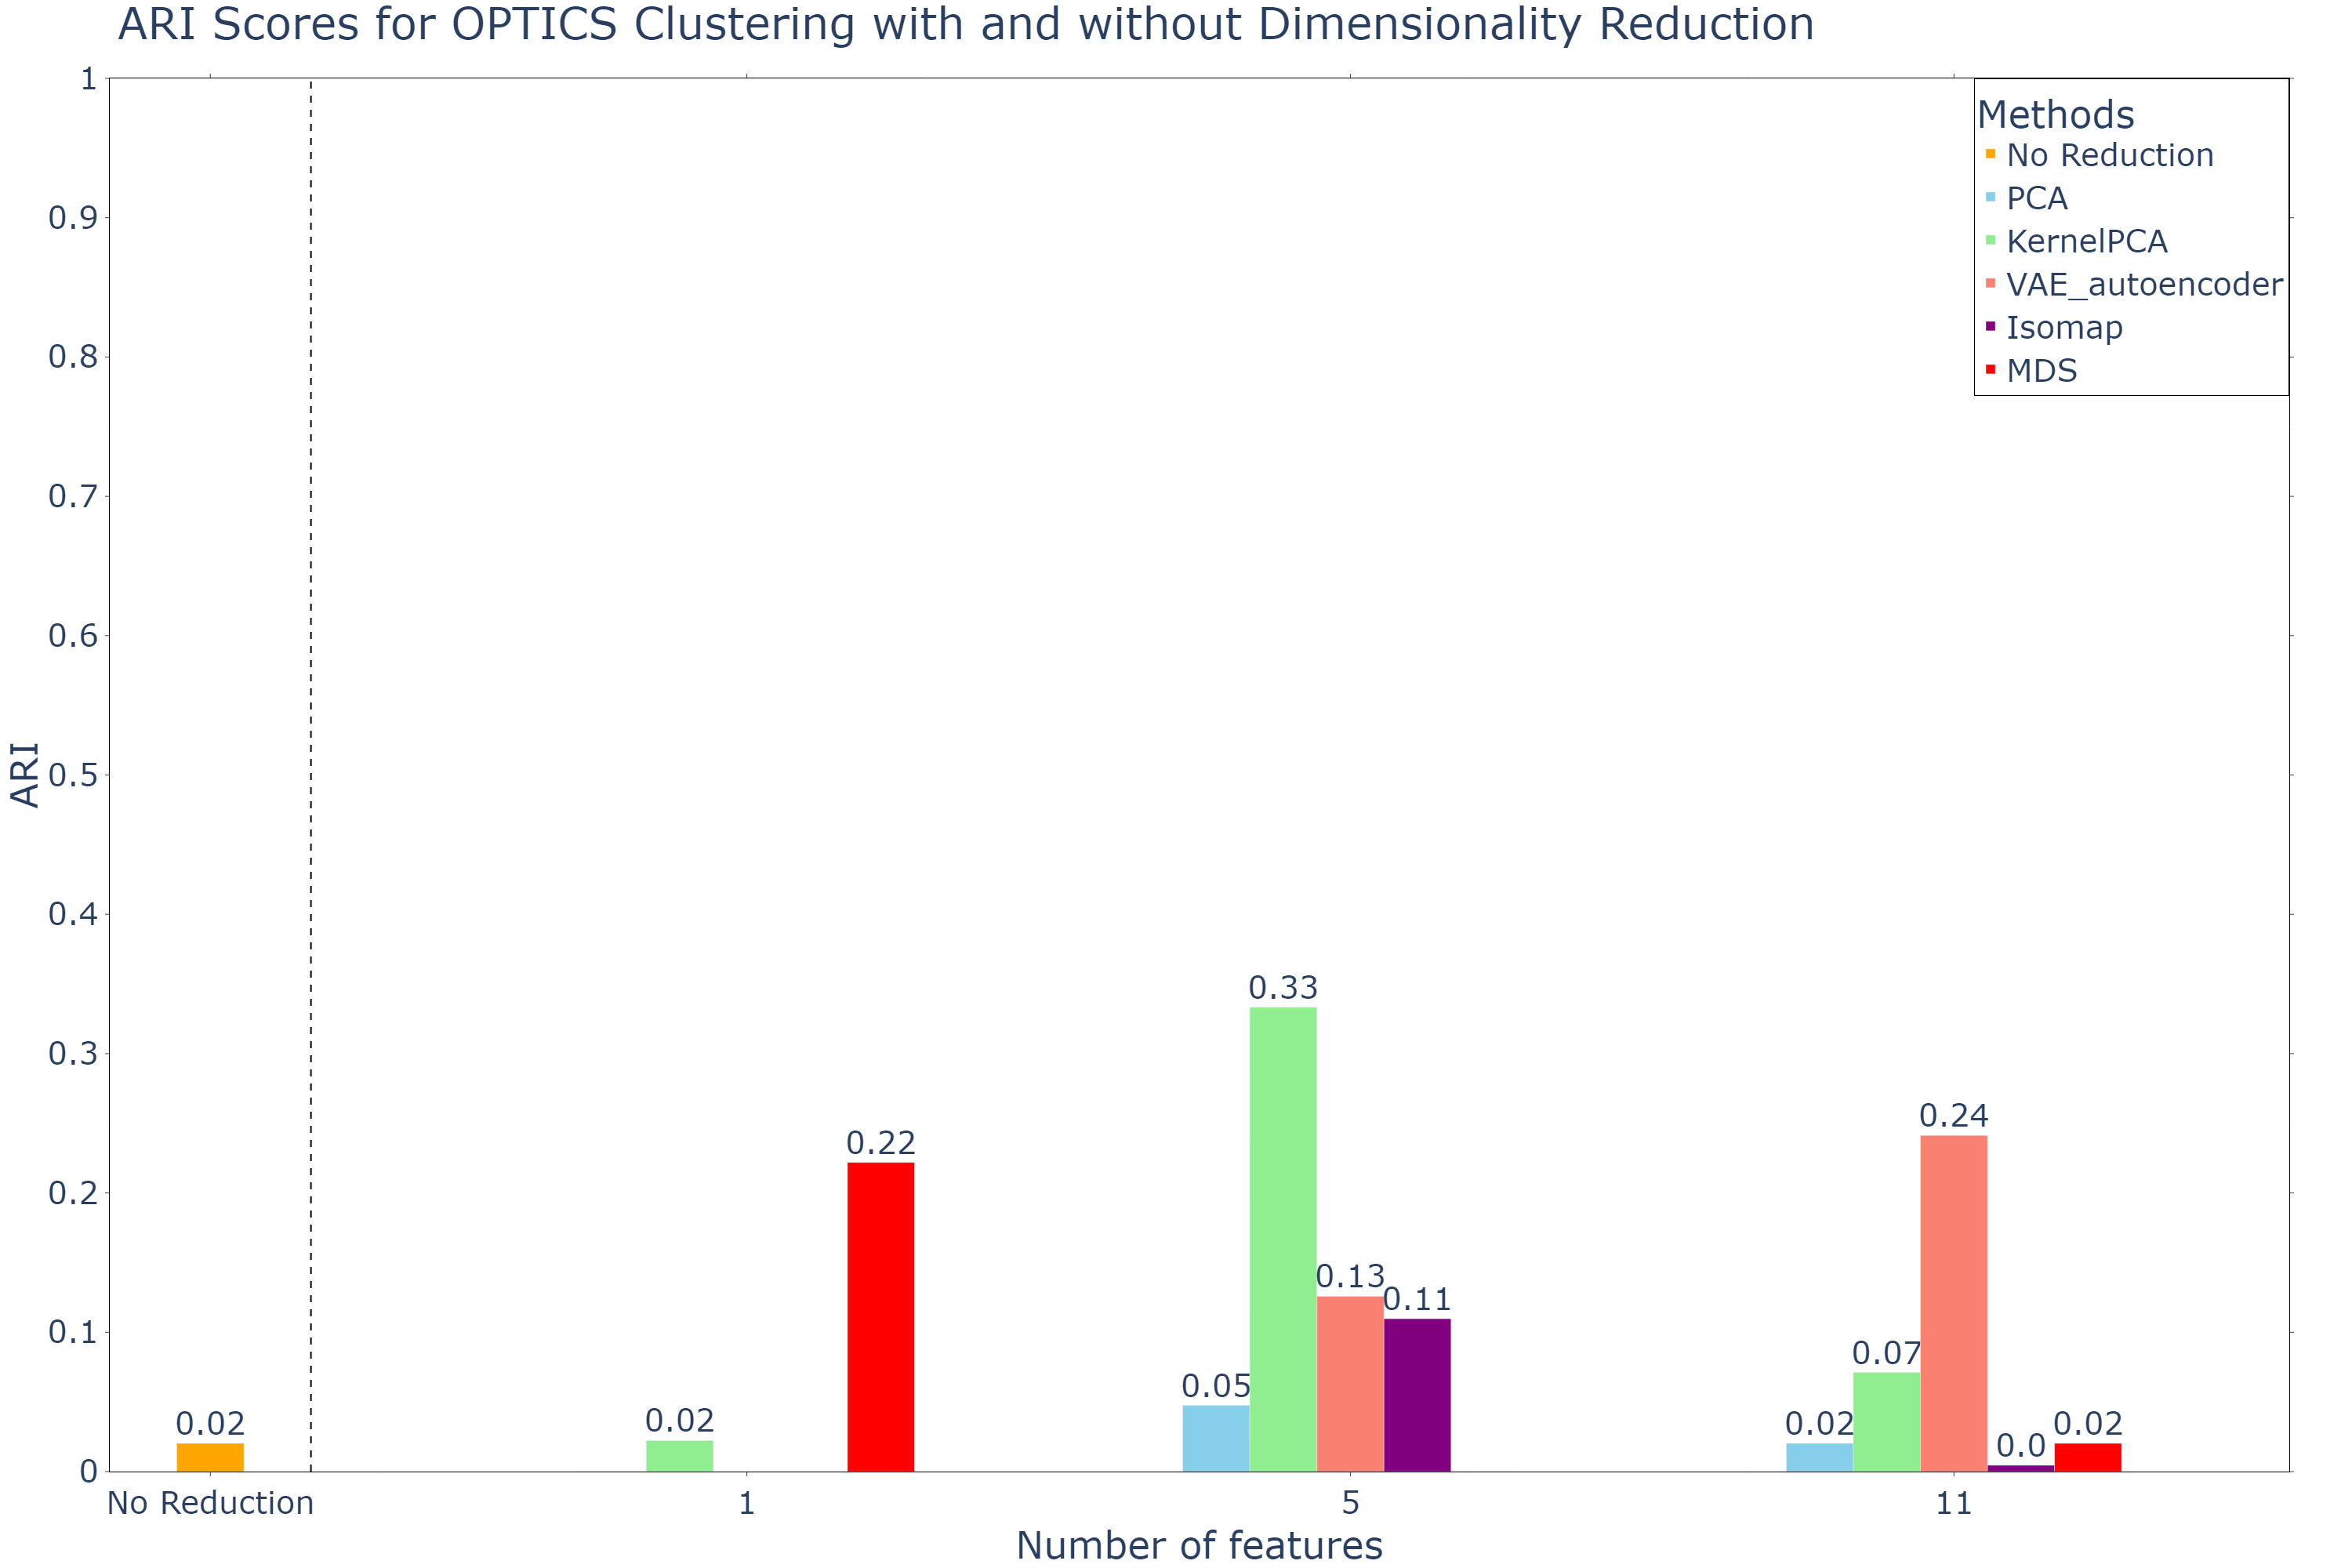 ARI Scores for OPTICS Clustering with and without Dimensionality Reduction
1
0.9
0.8
0.7
0.6
0.5
0.4
0.3
0.2
0.1
0
ARI
Methods
No Reduction
PCA
KernelPCA
VAE_autoencoder
Isomap
MDS
0.02
0.02
0.22
0.05
0.33
0.13
0.11
0.02
0.07
0.24
0.0
0.02
No Reduction
1
5
11
Number of features